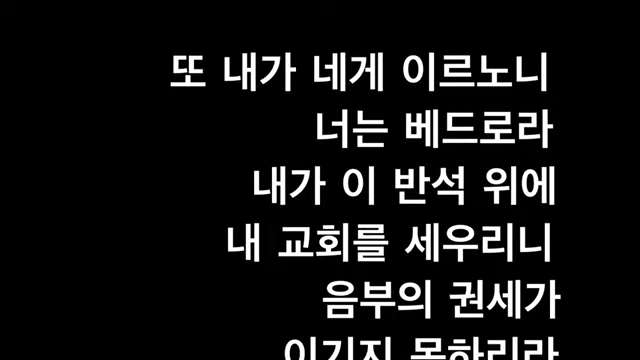 또 내가 네게 이르노니
너는 베드로라
내가 이 반석 위에
내 교회를 세우리니
음부의 권세가
이기지 못하리라